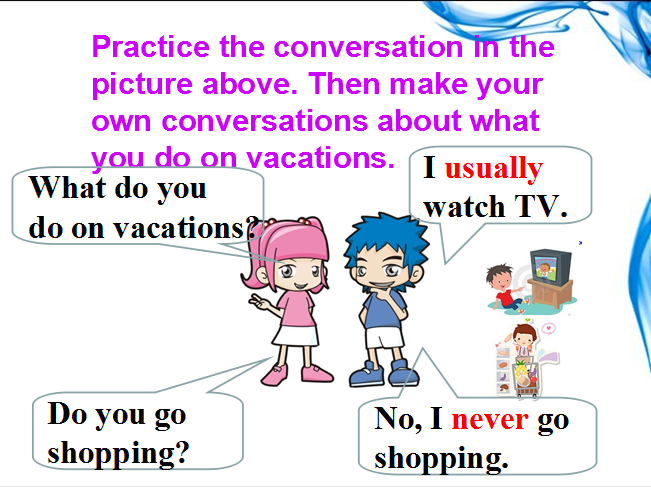 Practice the conversation in the
picture above. Then make your
own conversations about what
you do on vacations.
What do you
do on vacations?
I usually
watch TV.
Do you go
shopping?
No, I never go
shopping.